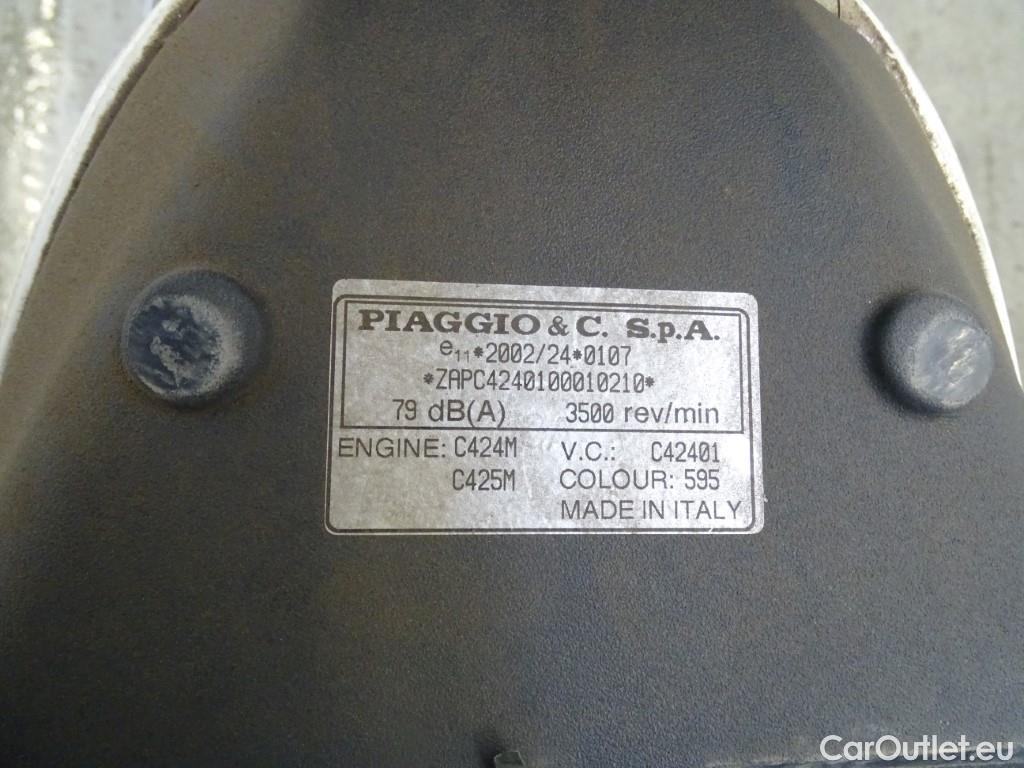 PIAGGIO & C. S.p.A.
e11*2002/24*0107
*ZAPC4240100010210*
79 dB(A) 3500 rev/min
ENGINE: C424M V.C.: C42401
C425M COLOUR: 595
MADE IN ITALY
CarOutlet.eu